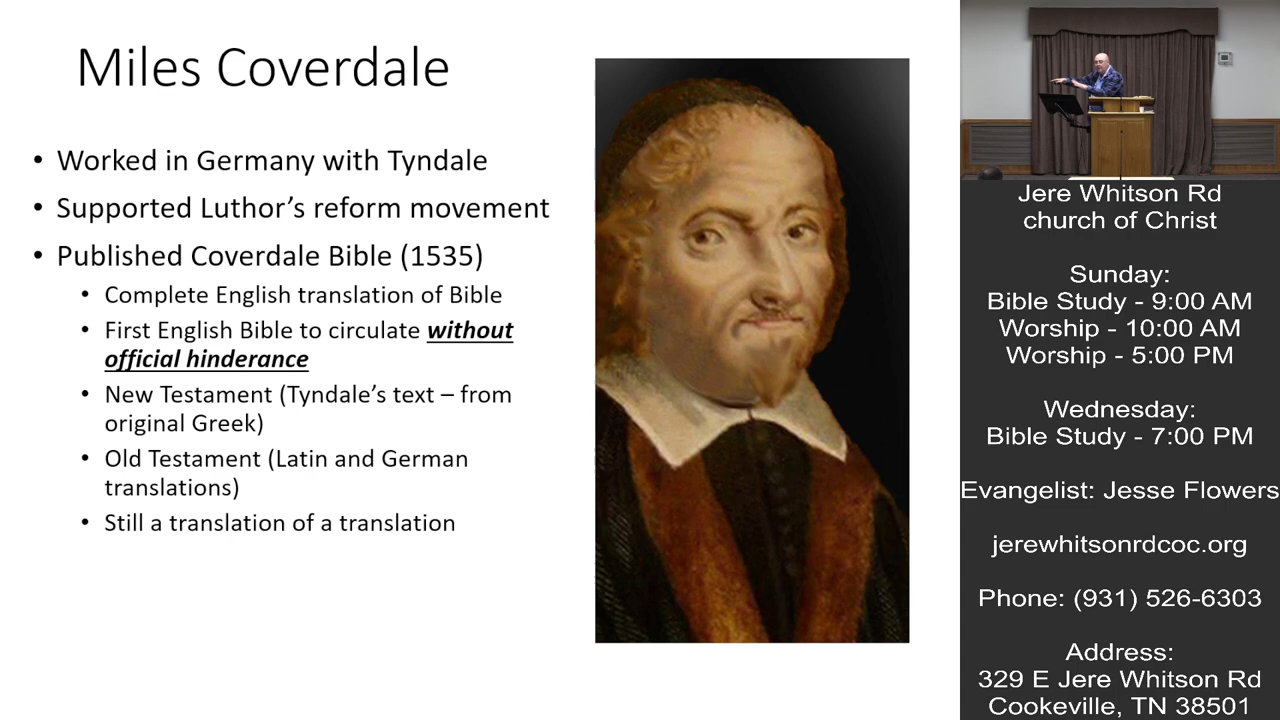 Miles Coverdale
• Worked in Germany with Tyndale
• Supported Luthor's reform movement
• Published Coverdale Bible (1535)
• Complete English translation of Bible
• First English Bible to circulate without
official hinderance
• New Testament (Tyndale's text – from
original Greek)
• Old Testament (Latin and German
translations)
• Still a translation of a translation
Jere Whitson Rd
church of Christ
Sunday:
Bible Study - 9:00 AM
Worship - 10:00 AM
Worship - 5:00 PM
Wednesday:
Bible Study - 7:00 PM
Evangelist: Jesse Flowers
jerewhitsonrdcoc.org
Phone: (931) 526-6303
Address:
329 E Jere Whitson Rd
Cookeville, TN 38501